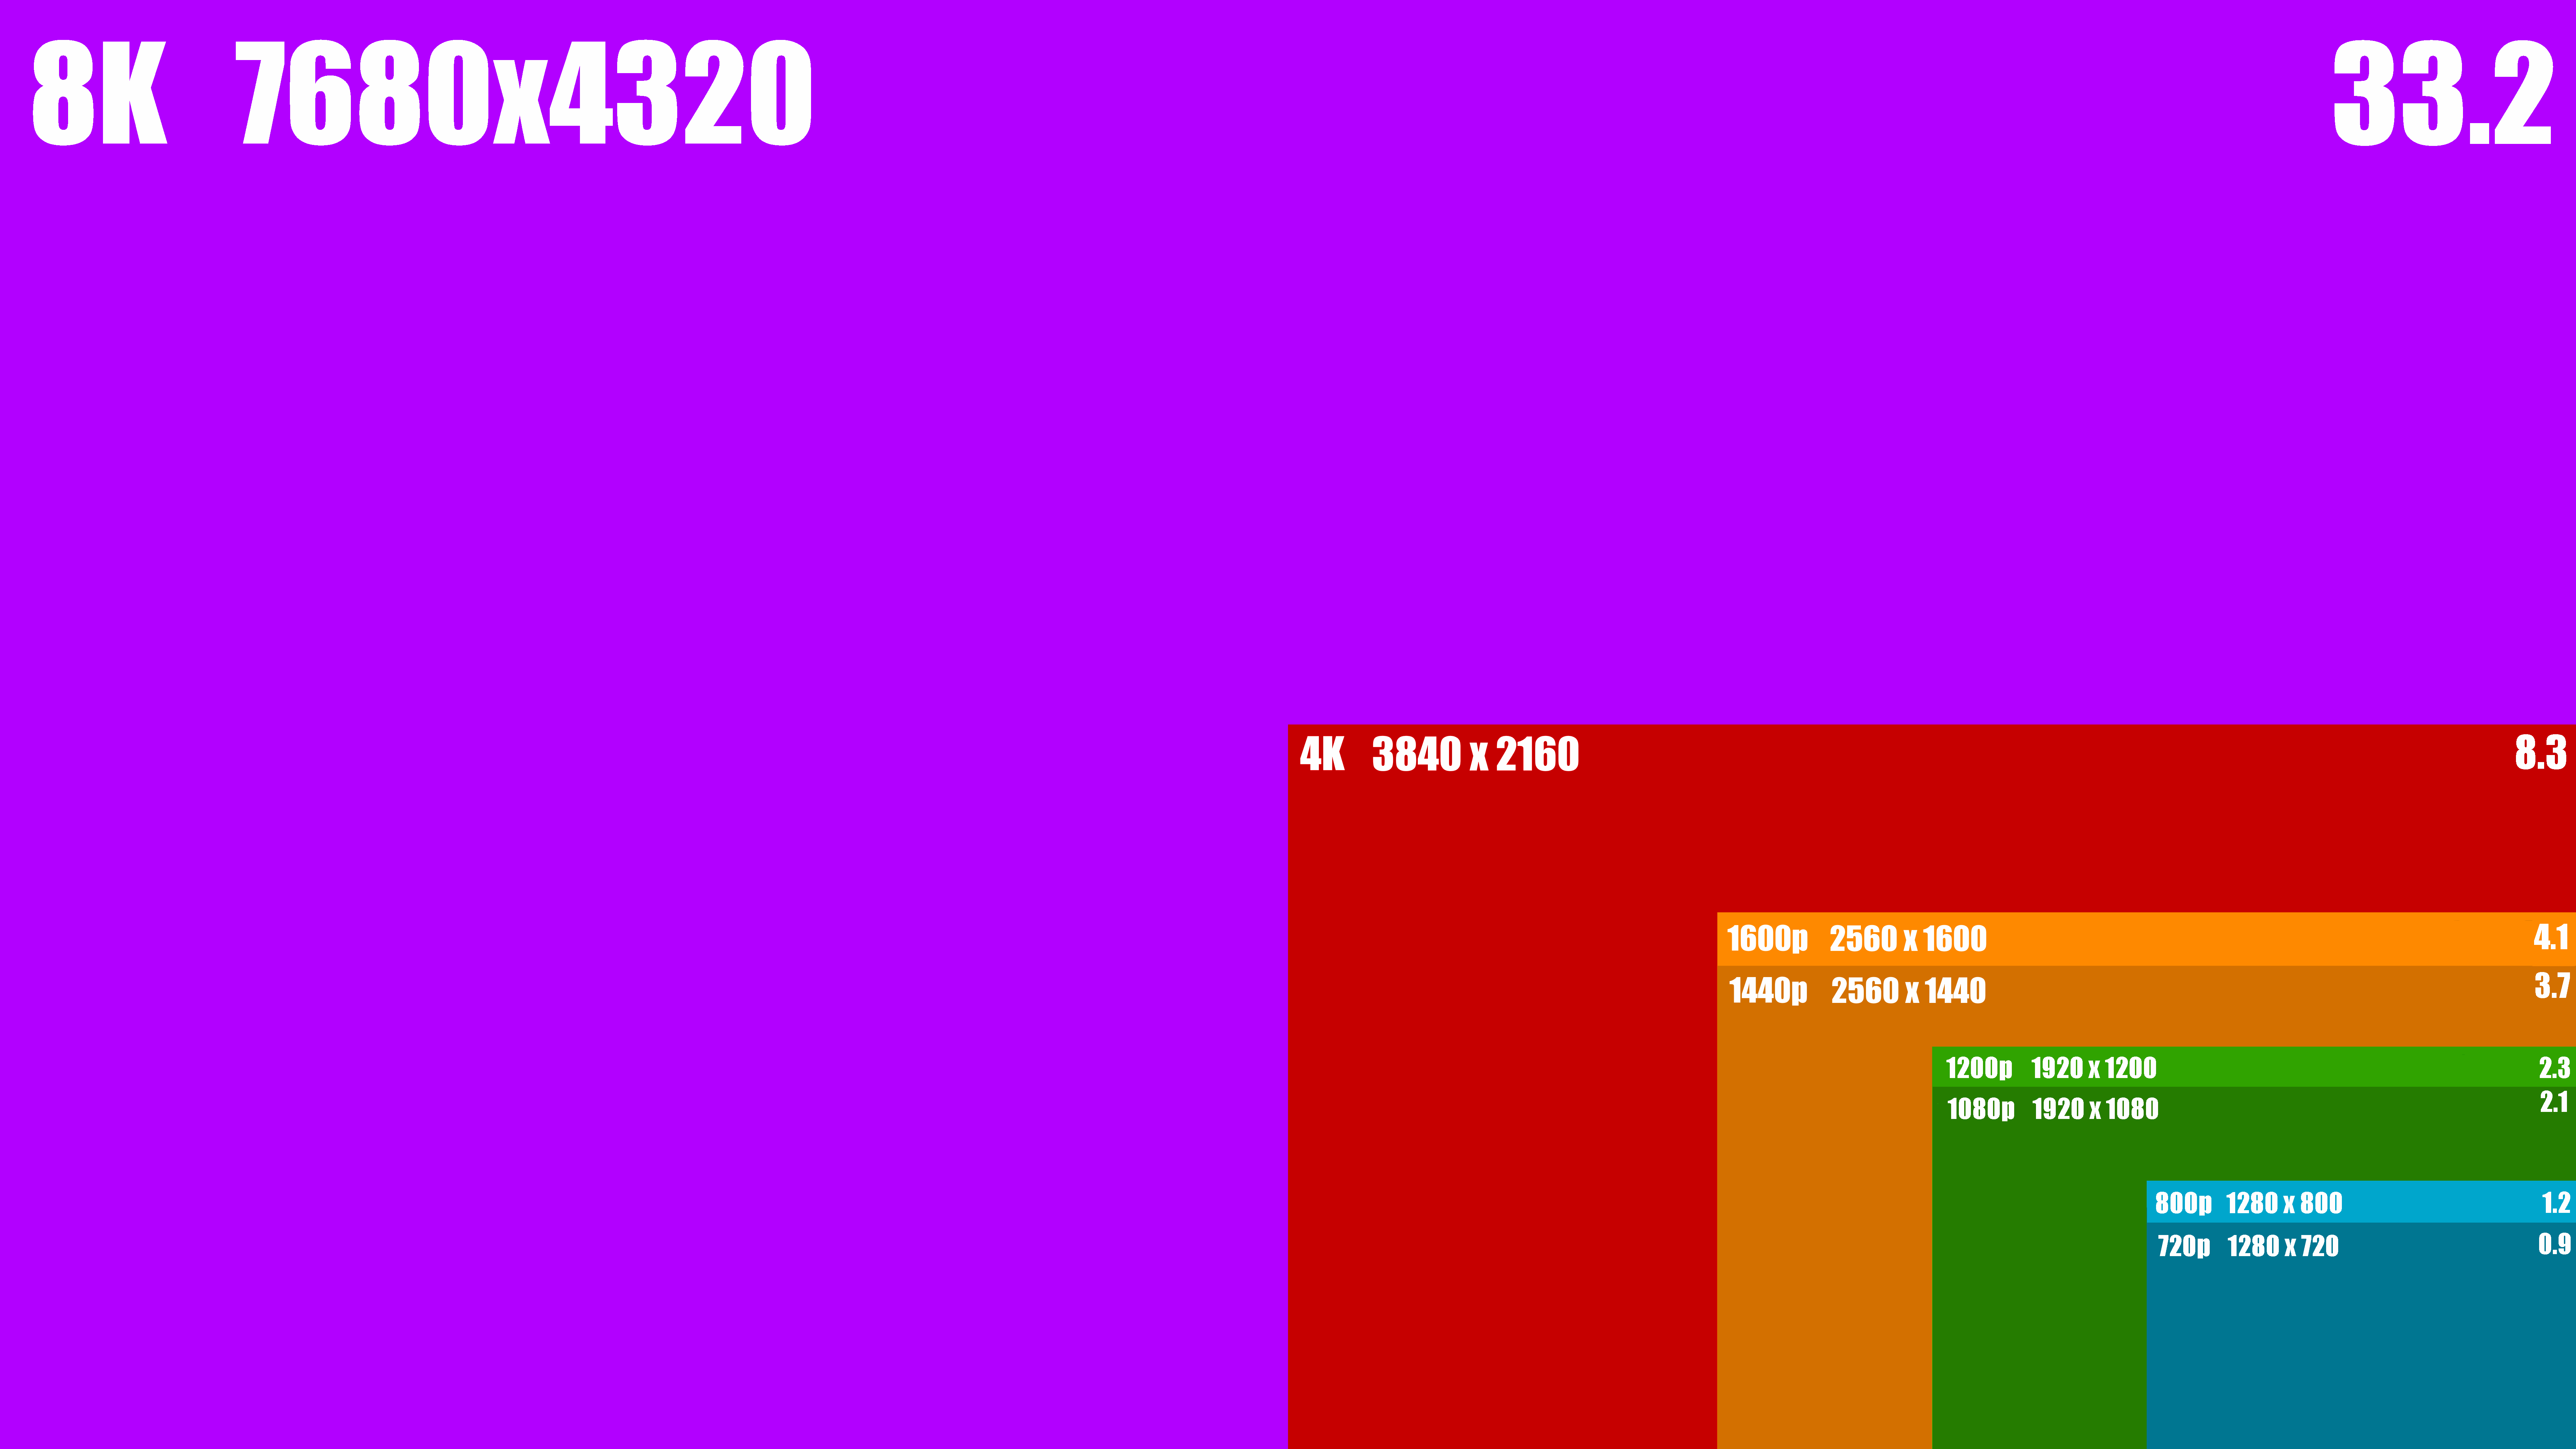 8K 7680x4320 33.2
4K 3840 x 2160 8.3
1600p 2560 x 1600 4.1
1440p 2560 x 1440 3.7
1200p 1920 x 1200 2.3
1080p 1920 x 1080 2.1
800p 1280 x 800 1.2
720p 1280 x 720 0.9